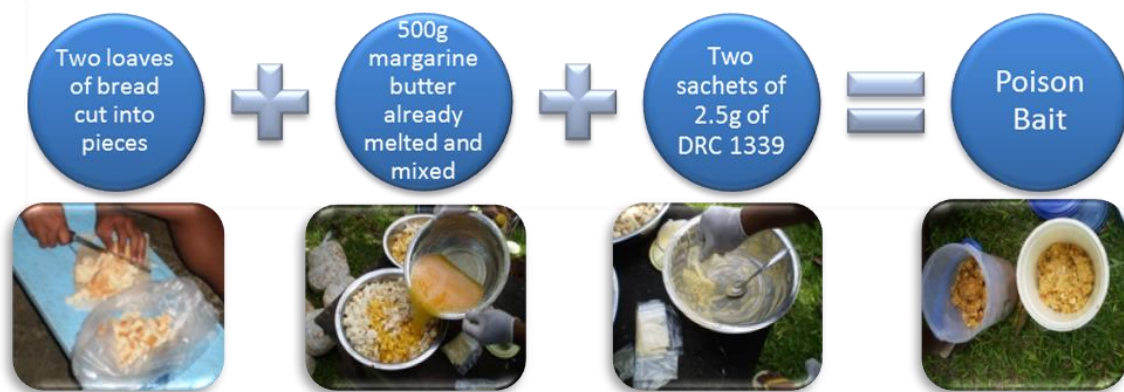 Two loaves
of bread
cut into
pieces
500g
margarine
butter
already
melted and
mixed
Two
sachets of
2.5g of
DRC 1339
Poison
Bait